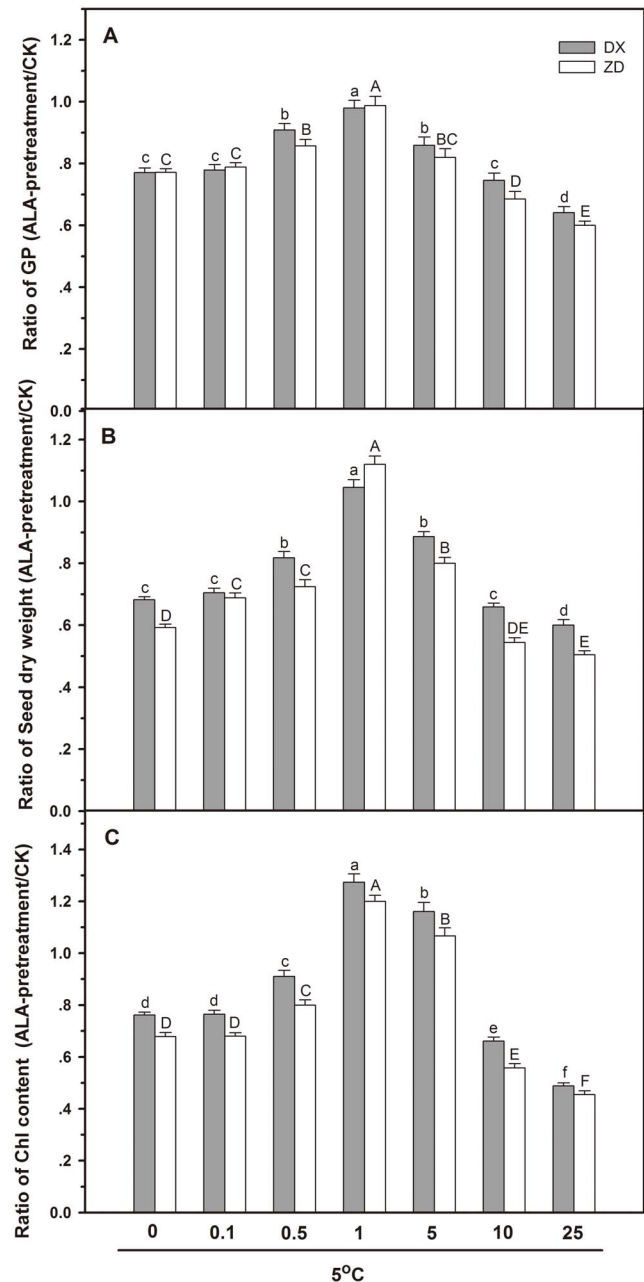 A
DX
ZD
Ratio of GP (ALA-pretreatment/CK)
1.2
1.0
.8
.6
.4
.2
0.0
c C
c C
b B
a A
b BC
c D
d E
B
Ratio of Seed dry weight (ALA-pretreatment/CK)
1.2
1.0
.8
.6
.4
.2
0.0
c D
c C
b C
a A
b B
c DE
d E
C
Ratio of Chl content (ALA-pretreatment/CK)
1.4
1.2
1.0
.8
.6
.4
.2
0.0
d D
d D
c C
a A
b B
e E
f F
0 0.1 0.5 1 5 10 25
5°C